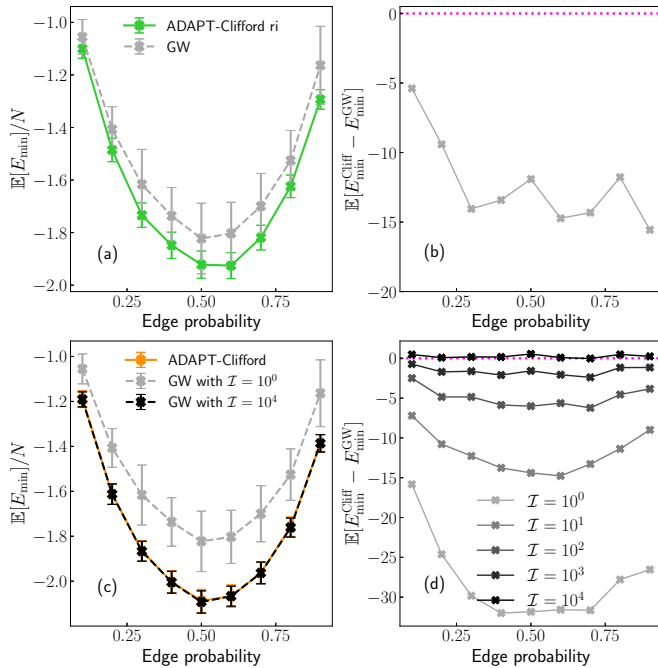 −1.0
−1.2
−1.4
−1.6
−1.8
−2.0
𝔼[E_min]/N
ADAPT-Clifford ri
GW
(a)
0.25 0.50 0.75
Edge probability
0
−5
−10
−15
−20
𝔼[E_min^Cliff − E_min^GW]
(b)
0.25 0.50 0.75
Edge probability
−1.0
−1.2
−1.4
−1.6
−1.8
−2.0
𝔼[E_min]/N
ADAPT-Clifford
GW with ℐ = 10^0
GW with ℐ = 10^4
(c)
0.25 0.50 0.75
Edge probability
0
−5
−10
−15
−20
−25
−30
𝔼[E_min^Cliff − E_min^GW]
ℐ = 10^0
ℐ = 10^1
ℐ = 10^2
ℐ = 10^3
ℐ = 10^4
(d)
0.25 0.50 0.75
Edge probability